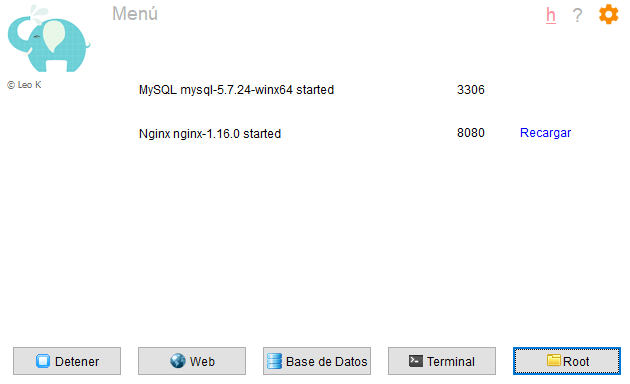 Menú
h
?
© Leo K
MySQL mysql-5.7.24-winx64 started 3306
Nginx nginx-1.16.0 started 8080 Recargar
Detener Web Base de Datos Terminal Root